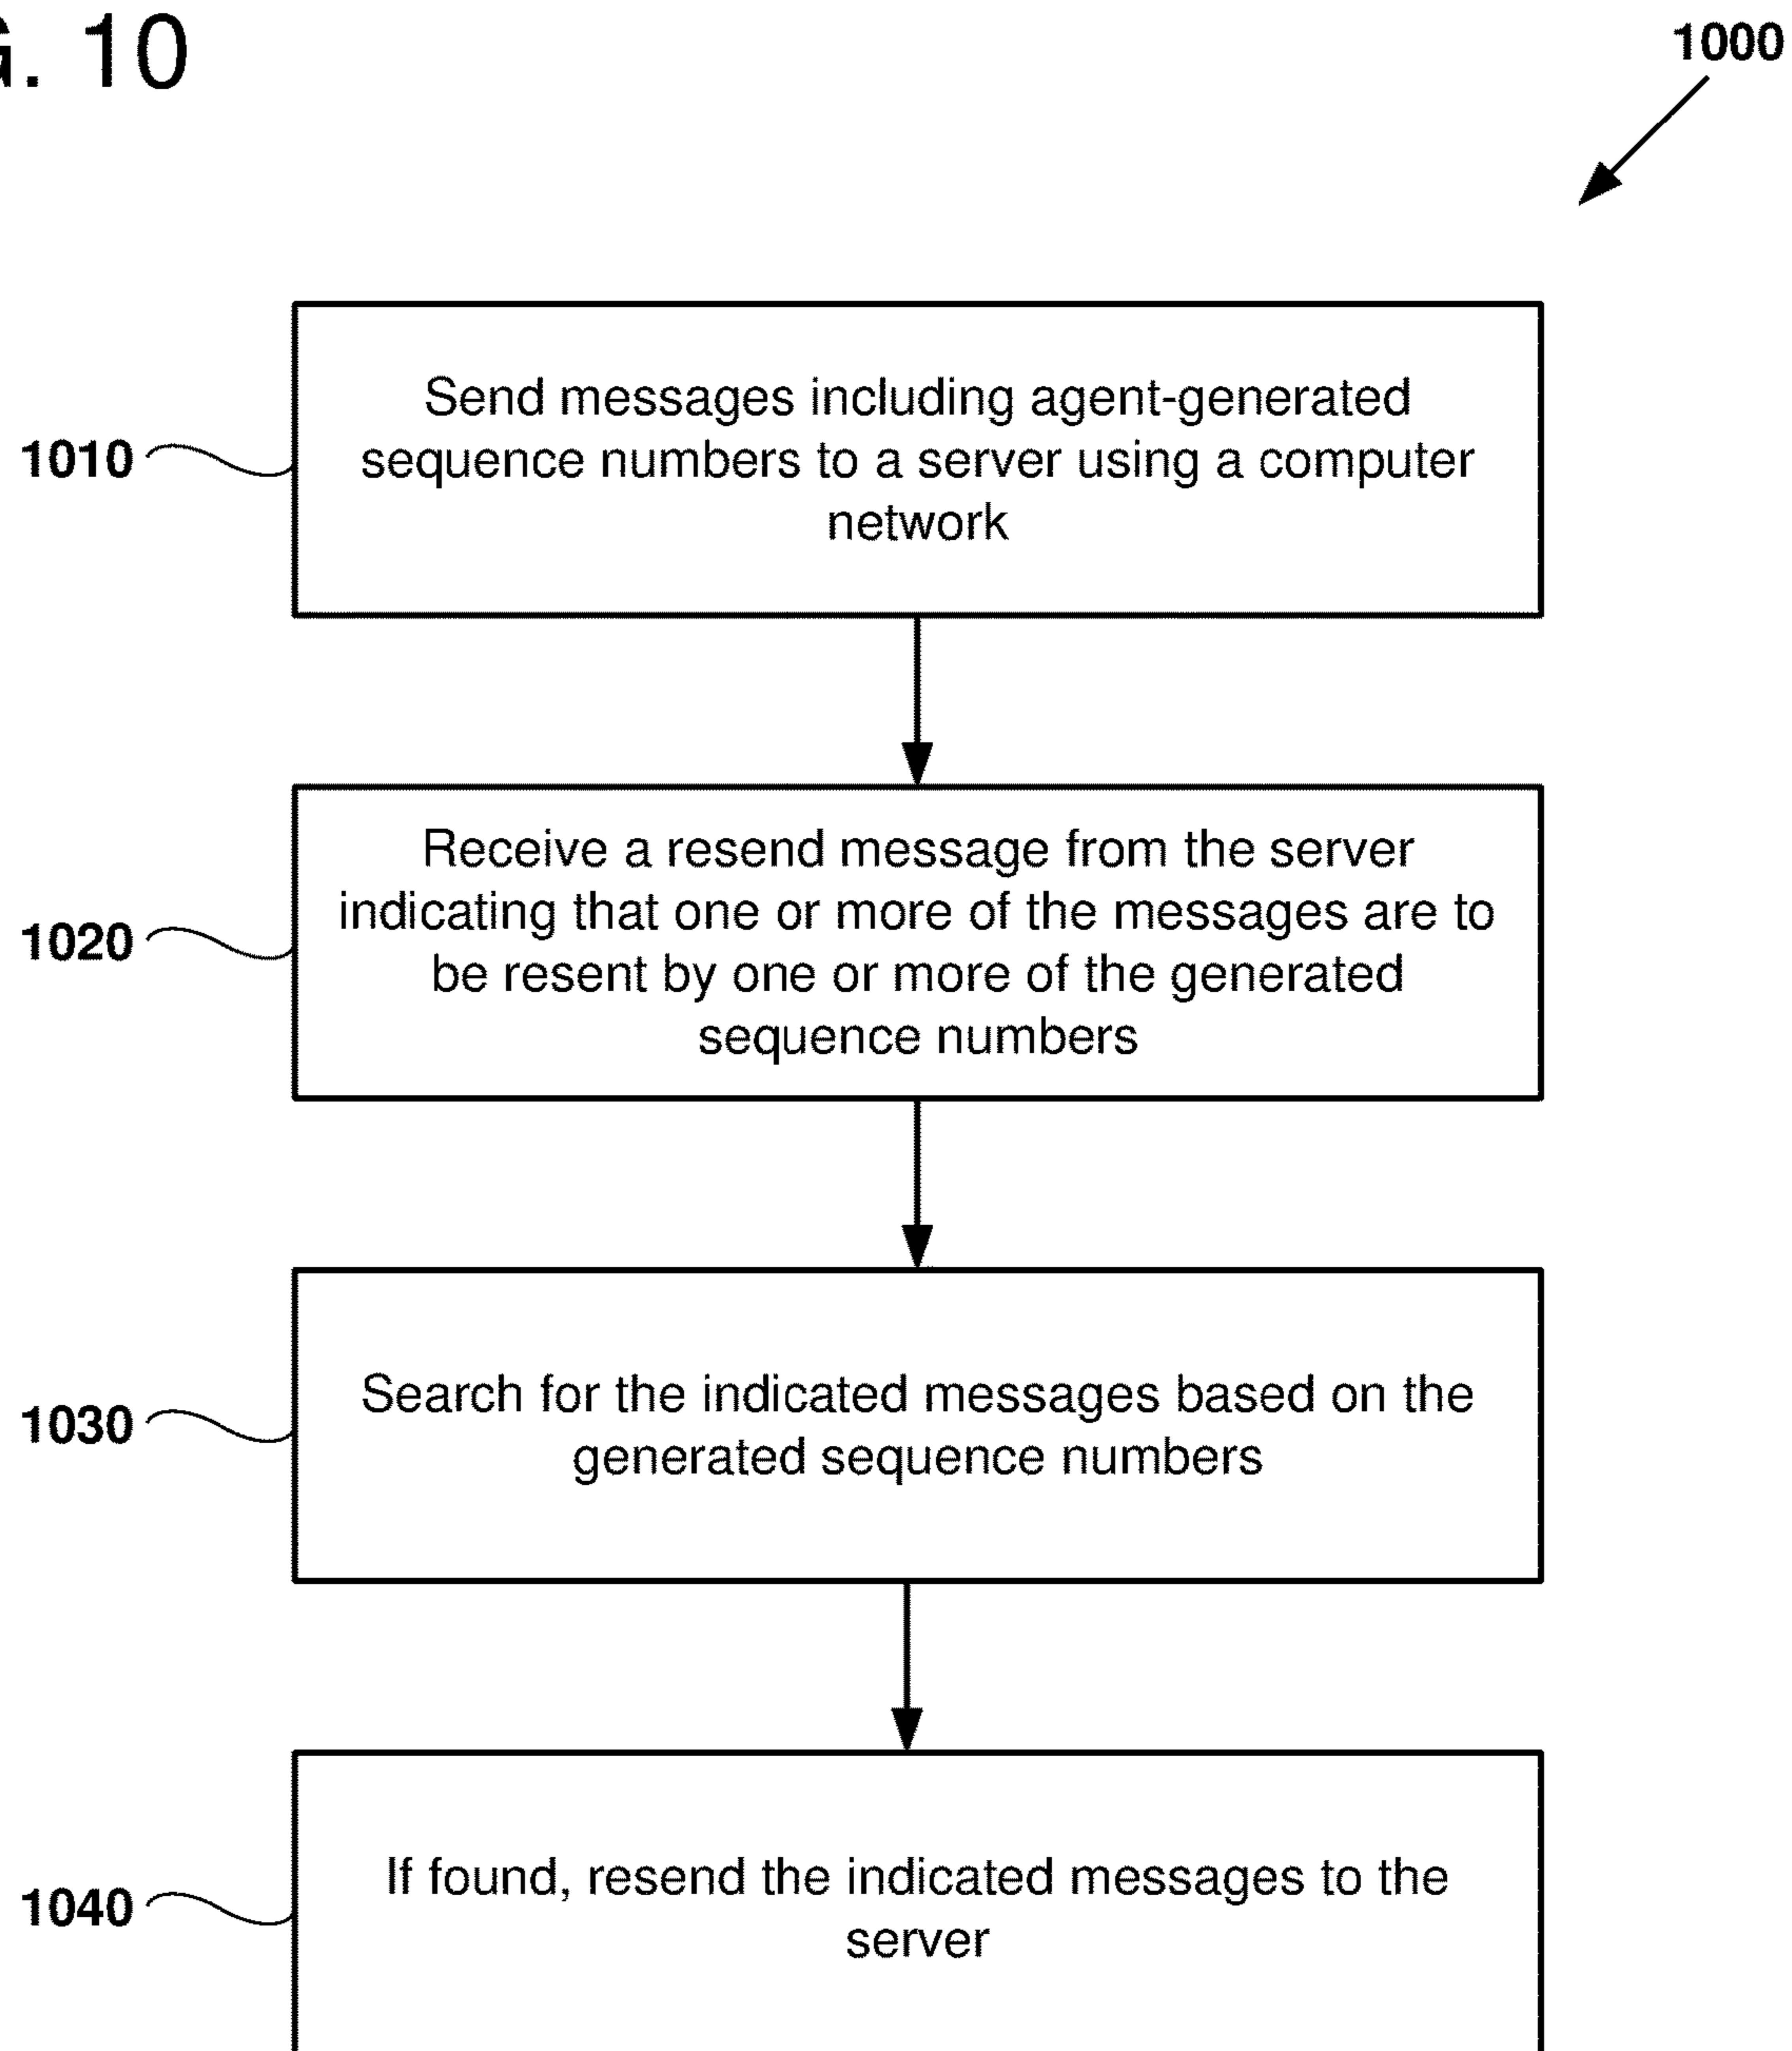 G. 10
1000
Send messages including agent-generated
1010
sequence numbers to a server using a computer
network
Receive a resend message from the server
indicating that one or more of the messages are to
1020
be resent by one or more of the generated
sequence numbers
Search for the indicated messages based on the
1030
generated sequence numbers
If found, resend the indicated messages to the
1040
server